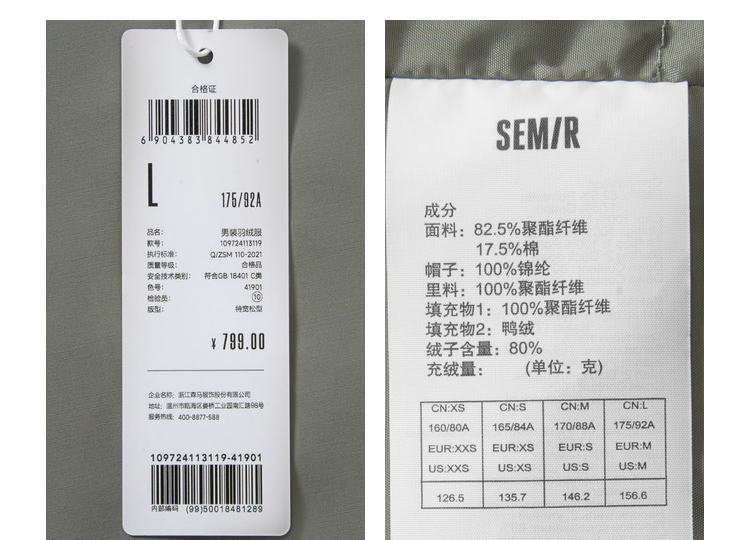 合格证
6 904383 844852
L
175/92A
品名： 男装羽绒服
款号： 109724113119
执行标准： Q/ZSM 110-2021
质量等级： 合格品
安全技术类别： 符合GB 18401 C类
色号： 41901
检验员： 10
版型： 特宽松型
¥ 799.00
企业名称：浙江森马服饰股份有限公司
地址：温州市瓯海区娄桥工业园南汇路98号
服务热线：400-8877-588
109724113119-41901
内部编码 (99)50018481289
SEMIR
成分
面料：82.5%聚酯纤维
17.5%棉
帽子：100%锦纶
里料：100%聚酯纤维
填充物1：100%聚酯纤维
填充物2：鸭绒
绒子含量：80%
充绒量： (单位：克)
CN:XS CN:S CN:M CN:L
160/80A 165/84A 170/88A 175/92A
EUR:XXS EUR:XS EUR:S EUR:M
US:XXS US:XS US:S US:M
126.5 135.7 146.2 156.6